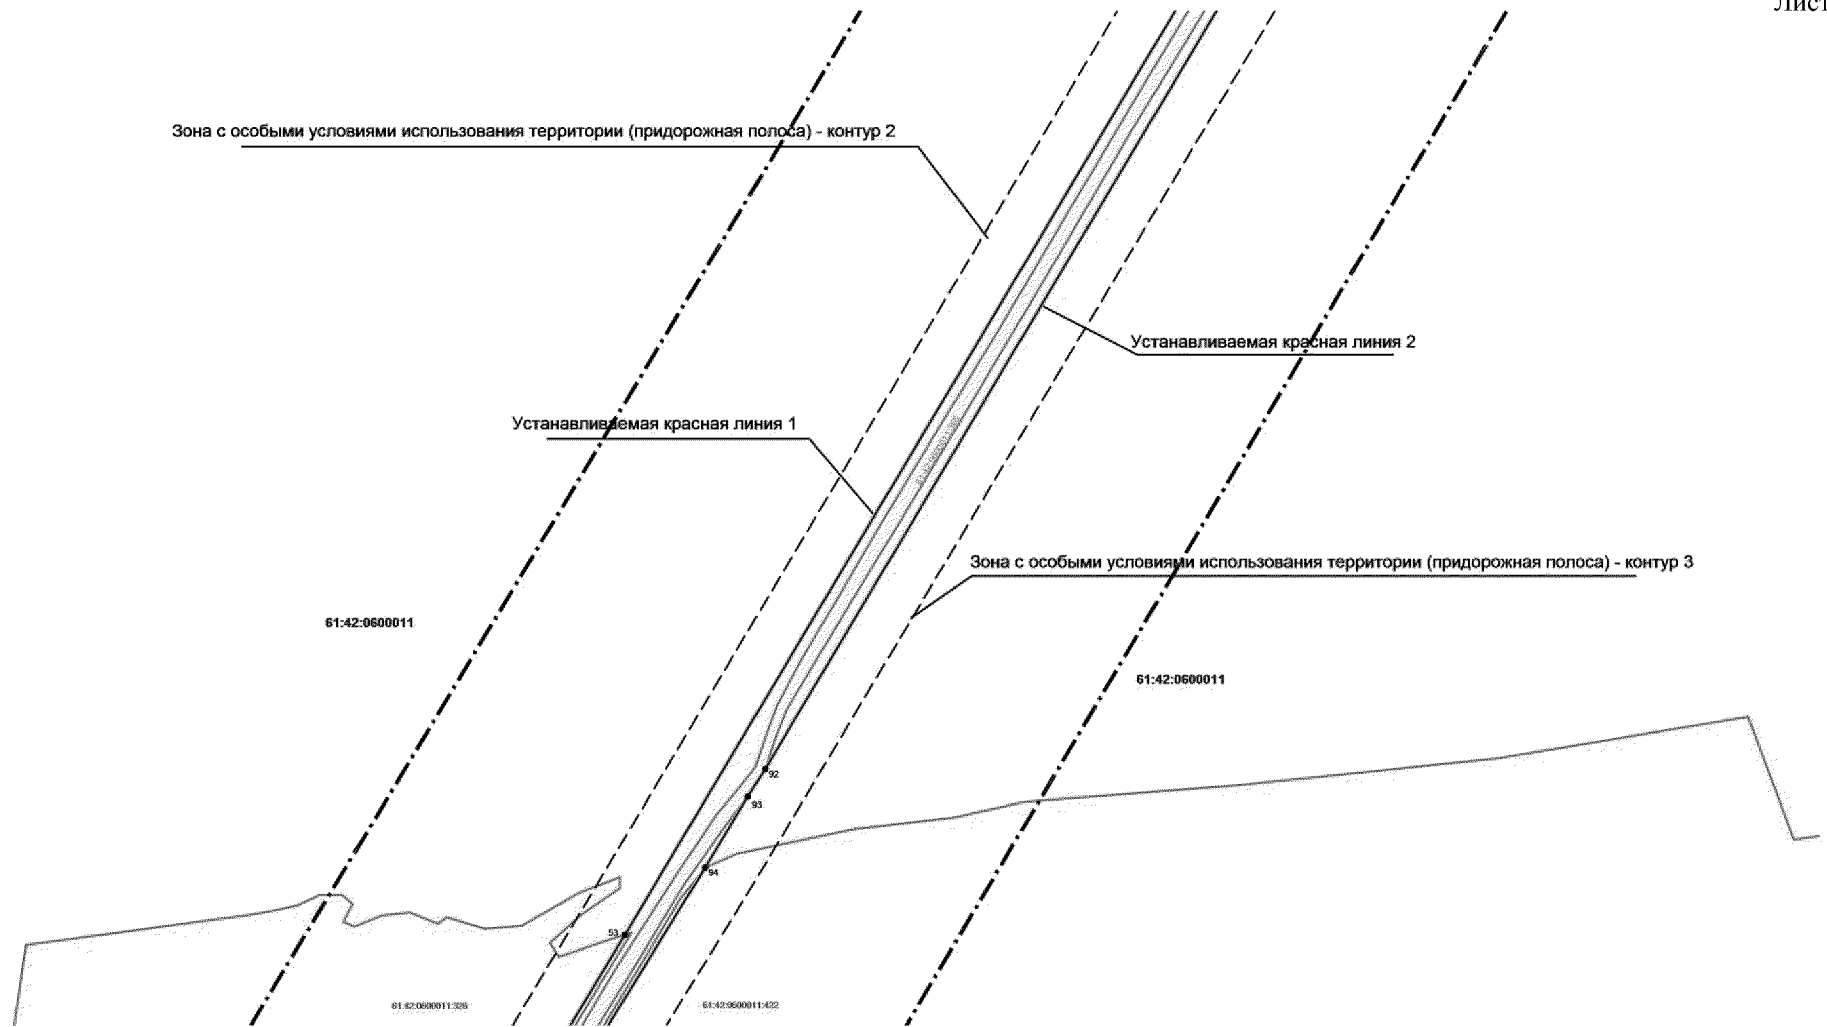 Лист
Зона с особыми условиями использования территории (придорожная полоса) - контур 2
Устанавливаемая красная линия 2
Устанавливаемая красная линия 1
Зона с особыми условиями использования территории (придорожная полоса) - контур 3
61:42:0600011
61:42:0600011
92
93
94
53
61:42:0600011:326
61:42:0600011:422